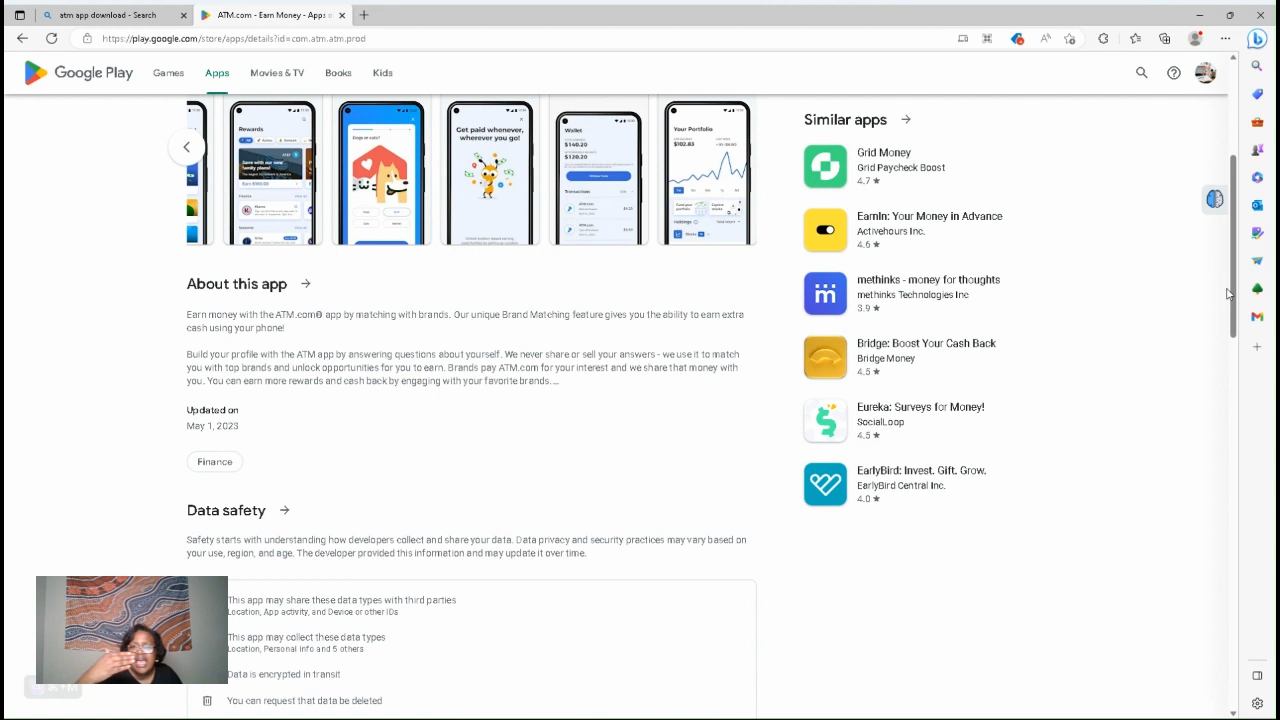 atm app download - Search
ATM.com - Earn Money - Apps o
https://play.google.com/store/apps/details?id=com.atm.atm.prod
Google Play
Games
Apps
Movies & TV
Books
Kids
Rewards
Dogs or cats?
Get paid whenever,
wherever you go!
Wallet
$140.20
$120.20
Transactions
Your Portfolio
$102.83
Similar apps
Grid Money
Grid Paycheck Boost
4.7 ★
EarnIn: Your Money in Advance
Activehours Inc.
4.6 ★
methinks - money for thoughts
methinks Technologies Inc
3.9 ★
Bridge: Boost Your Cash Back
Bridge Money
4.5 ★
Eureka: Surveys for Money!
SocialLoop
4.5 ★
EarlyBird: Invest. Gift. Grow.
EarlyBird Central Inc.
4.0 ★
About this app
Earn money with the ATM.com® app by matching with brands. Our unique Brand Matching feature gives you the ability to earn extra
cash using your phone!
Build your profile with the ATM app by answering questions about yourself. We never share or sell your answers - we use it to match
you with top brands and unlock opportunities for you to earn. Brands pay ATM.com for your interest and we share that money with
you. You can earn more rewards and cash back by engaging with your favorite brands. ...
Updated on
May 1, 2023
Finance
Data safety
Safety starts with understanding how developers collect and share your data. Data privacy and security practices may vary based on
your use, region, and age. The developer provided this information and may update it over time.
This app may share these data types with third parties
Location, App activity, and Device or other IDs
This app may collect these data types
Location, Personal info and 5 others
Data is encrypted in transit
You can request that data be deleted